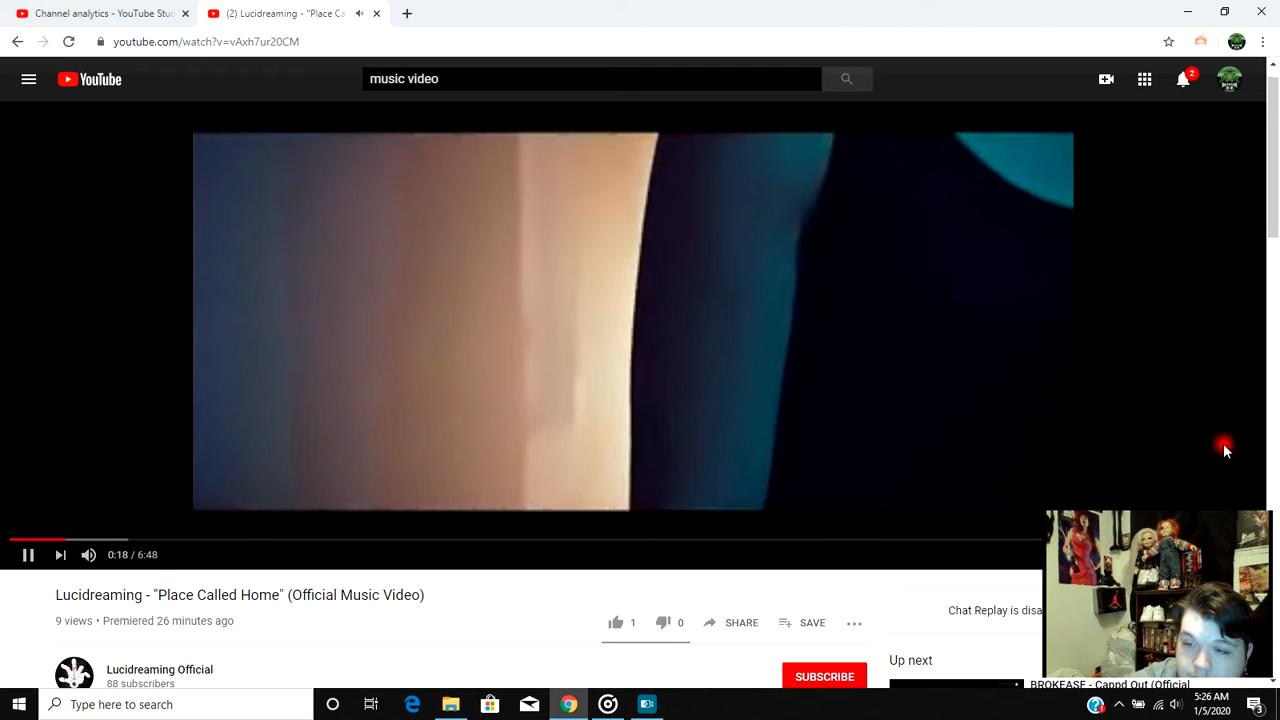 Channel analytics - YouTube Stud
(2) Lucidreaming - "Place Ca
youtube.com/watch?v=vAxh7ur20CM
YouTube
music video
2
0:18 / 6:48
Lucidreaming - "Place Called Home" (Official Music Video)
9 views • Premiered 26 minutes ago
1
0
SHARE
SAVE
Chat Replay is disa
Lucidreaming Official
88 subscribers
SUBSCRIBE
Up next
BROKEASE - Cappd Out (Official
Type here to search
5:26 AM
1/5/2020
3